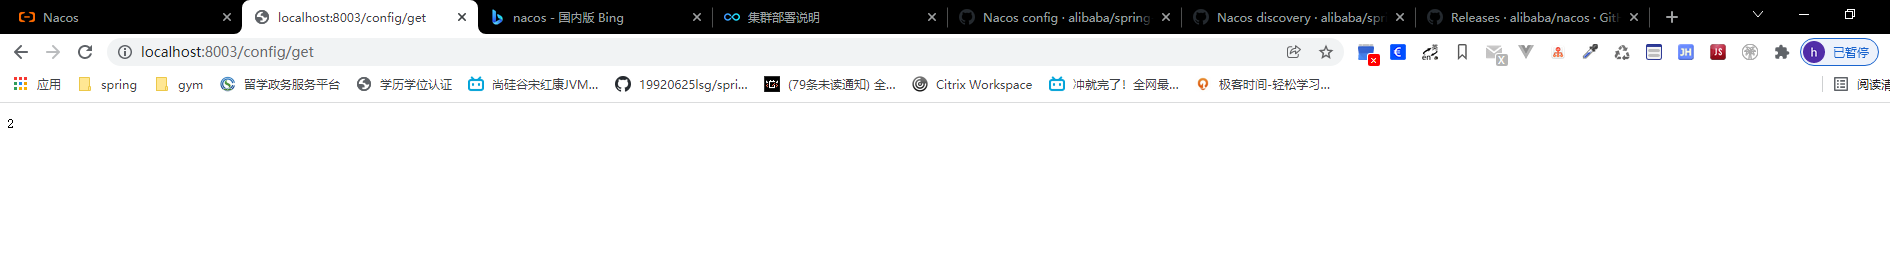 Nacos localhost:8003/config/get nacos - 国内版 Bing 集群部署说明 Nacos config · alibaba/spring Nacos discovery · alibaba/spr Releases · alibaba/nacos · Git
localhost:8003/config/get 已暂停
应用 spring gym 留学政务服务平台 学历学位认证 尚硅谷宋红康JVM... 19920625lsg/spri... (79条未读通知) 全... Citrix Workspace 冲就完了！全网最... 极客时间-轻松学习... 阅读清
2